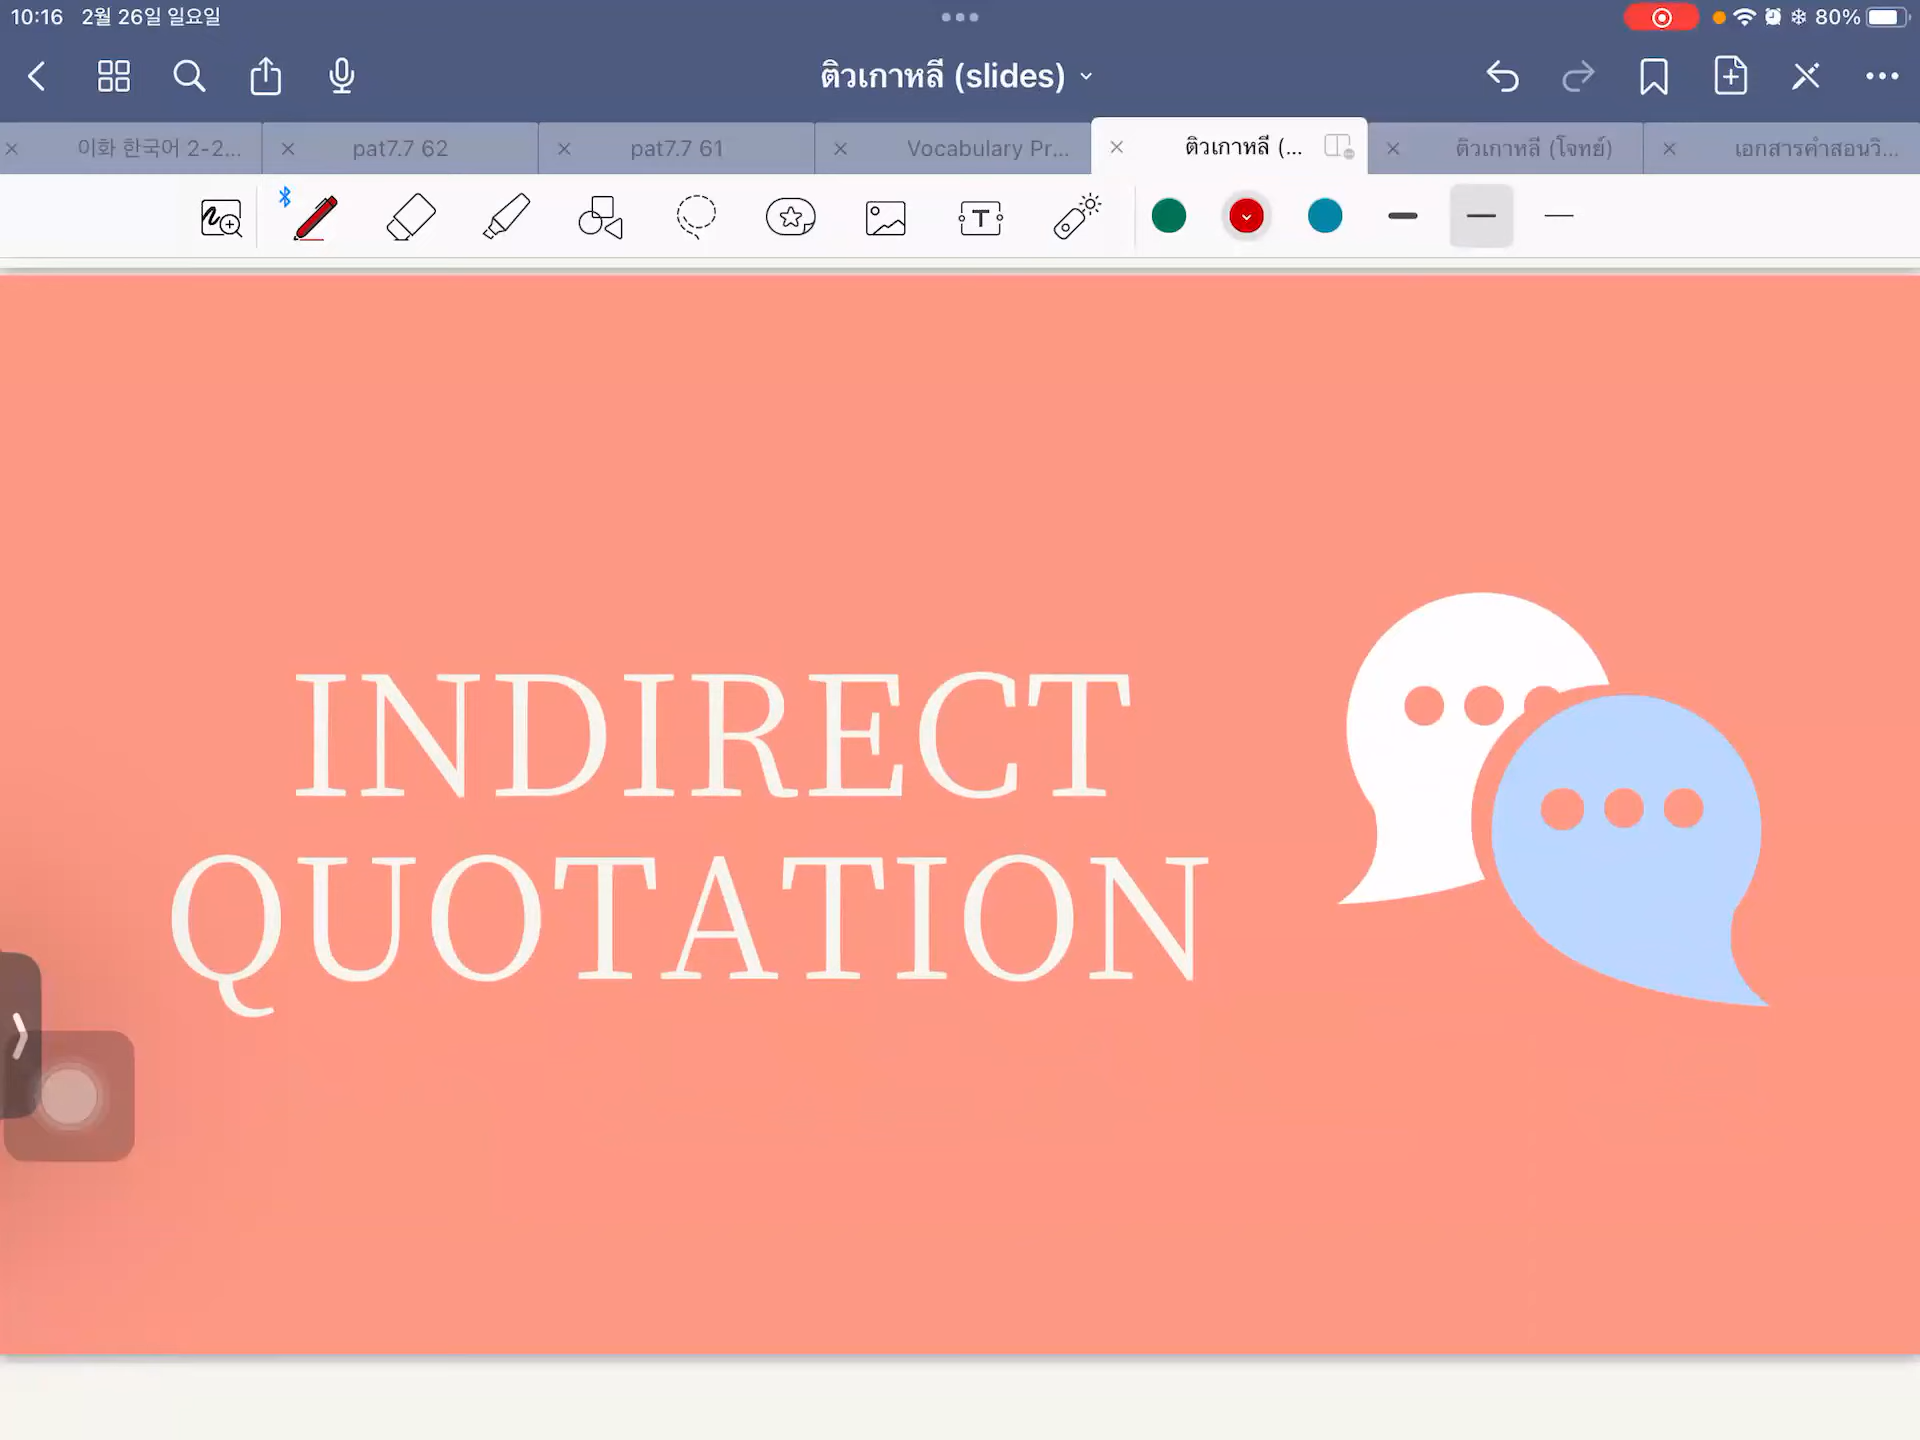 10:16 2월 26일 일요일
80%
ติวเกาหลี (slides)
이화 한국어 2-2...
pat7.7 62
pat7.7 61
Vocabulary Pr...
ติวเกาหลี (...
ติวเกาหลี (โจทย์)
เอกสารคำสอนวิ...
T
INDIRECT
QUOTATION